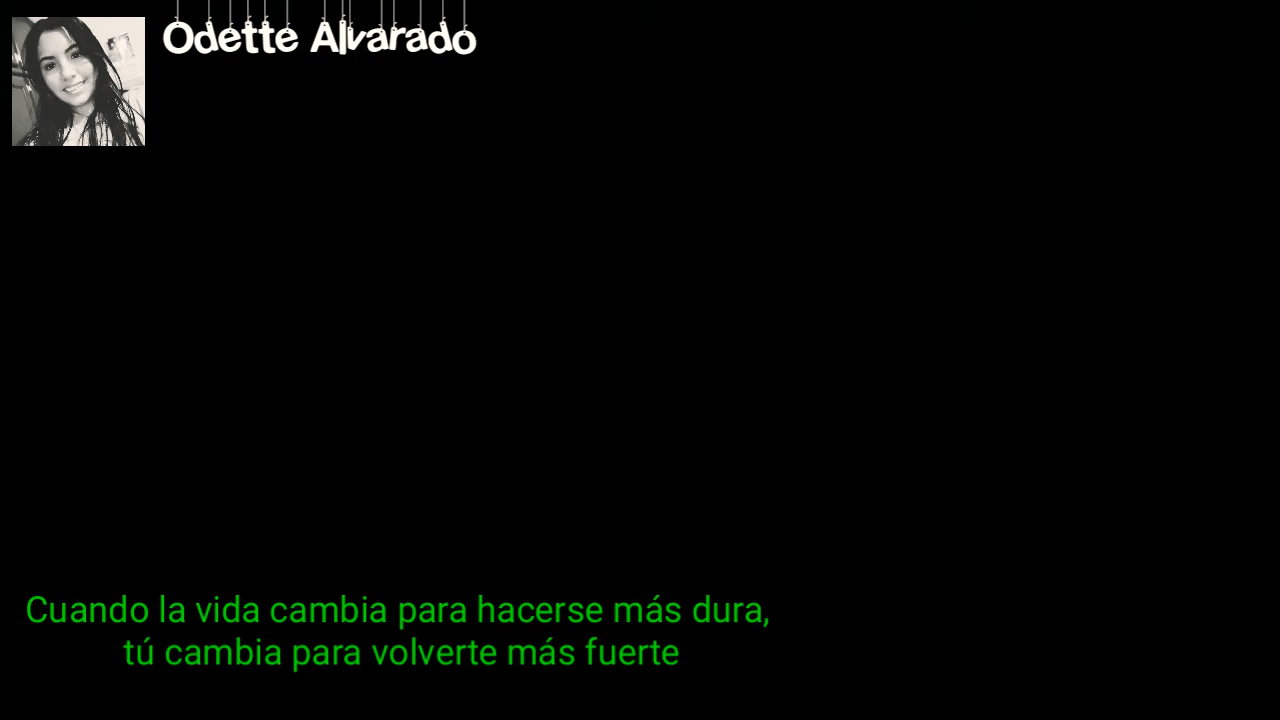 Odette Alvarado
Cuando la vida cambia para hacerse más dura,
tú cambia para volverte más fuerte